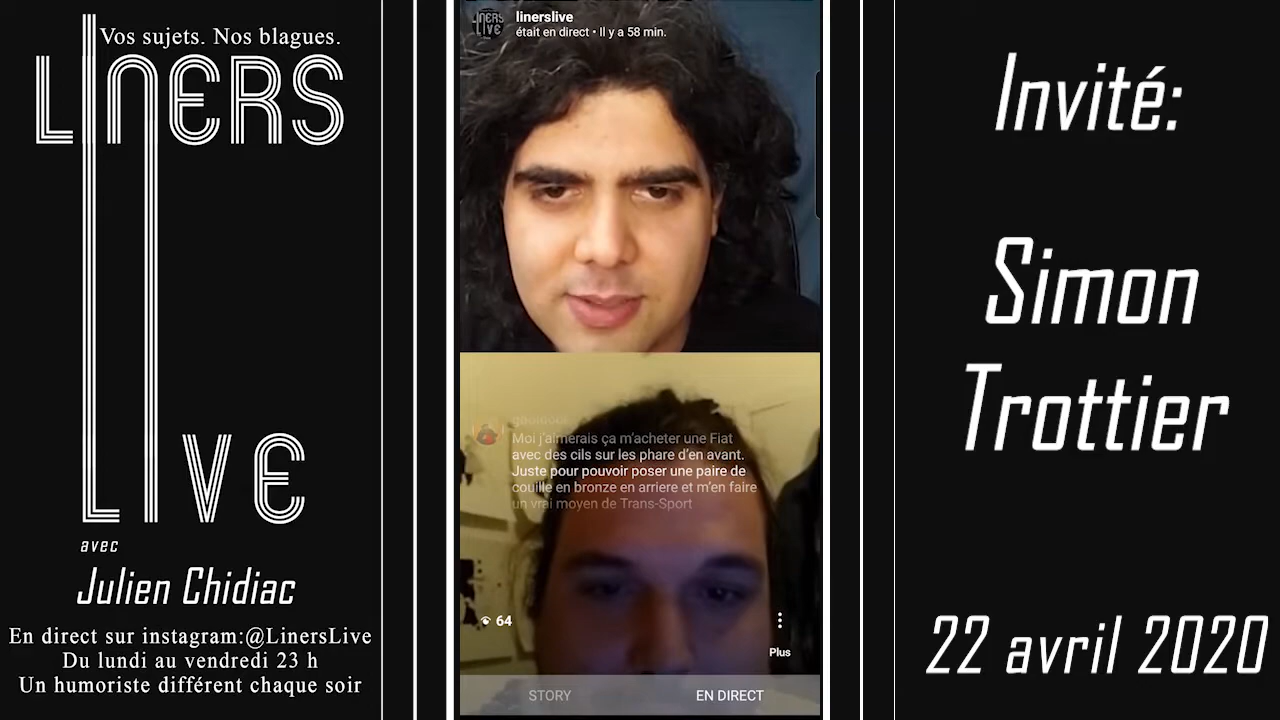 Vos sujets. Nos blagues.
LINERS
LIVE
avec
Julien Chidiac
En direct sur instagram:@LinersLive
Du lundi au vendredi 23 h
Un humoriste différent chaque soir
LINERS
LIVE
linerslive
était en direct • Il y a 58 min.
Moi j'aimerais ça m'acheter une Fiat
avec des cils sur les phare d'en avant.
Juste pour pouvoir poser une paire de
couille en bronze en arriere et m'en faire
un vrai moyen de Trans-Sport
64
Plus
STORY
EN DIRECT
Invité:
Simon
Trottier
22 avril 2020